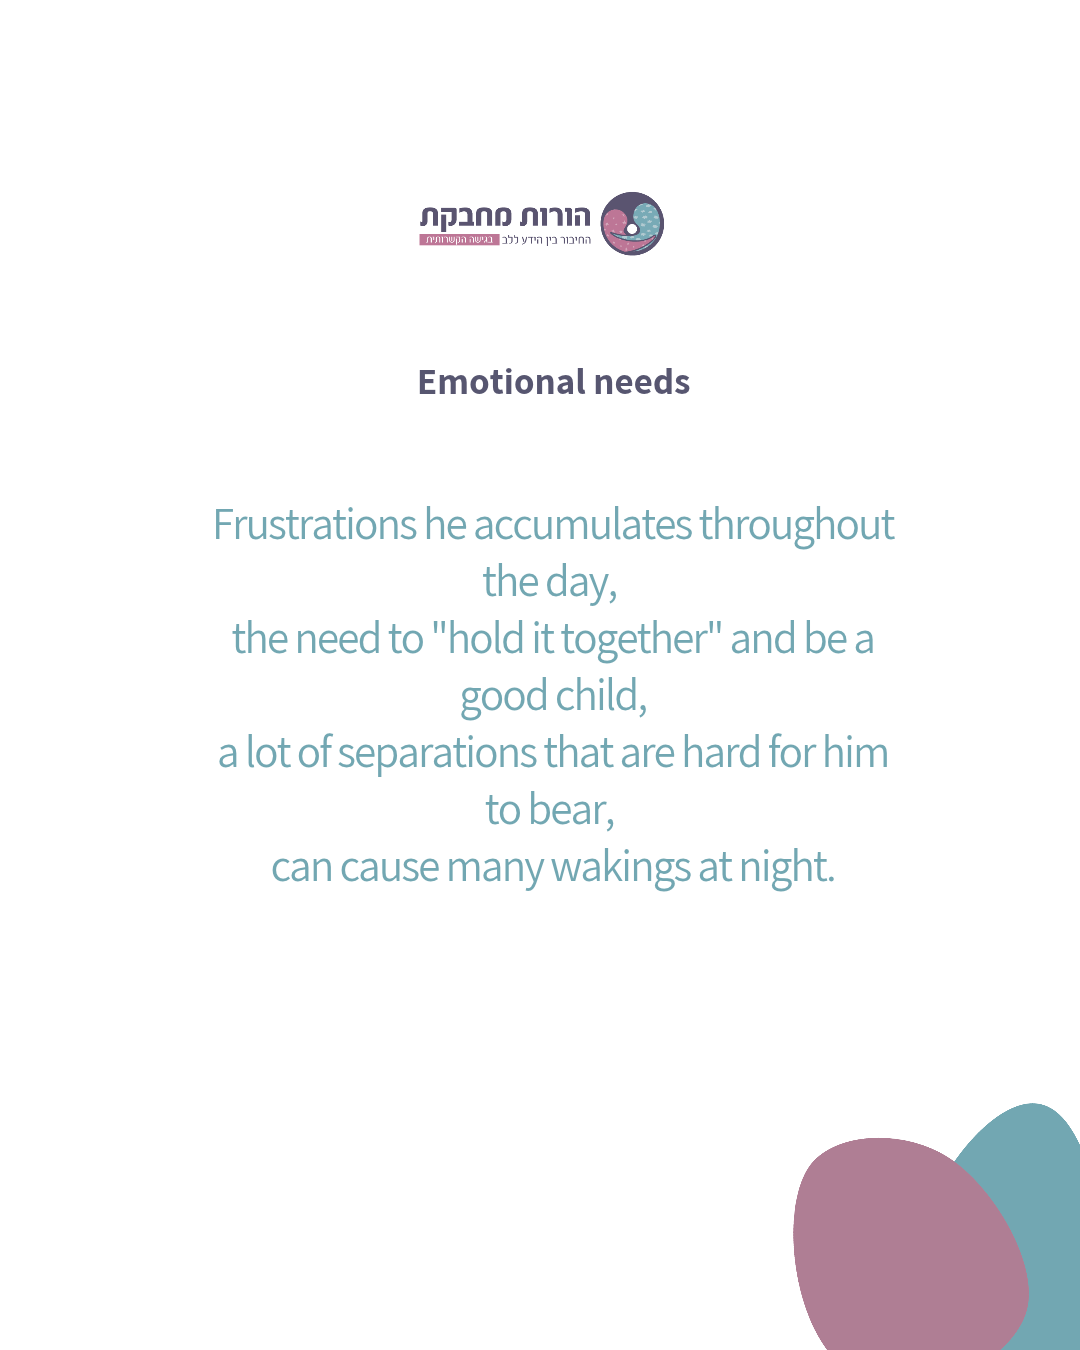 הורות מחבקת
החיבור בין הידע ללב בגישה הקשרותית
Emotional needs
Frustrations he accumulates throughout
the day,
the need to "hold it together" and be a
good child,
a lot of separations that are hard for him
to bear,
can cause many wakings at night.